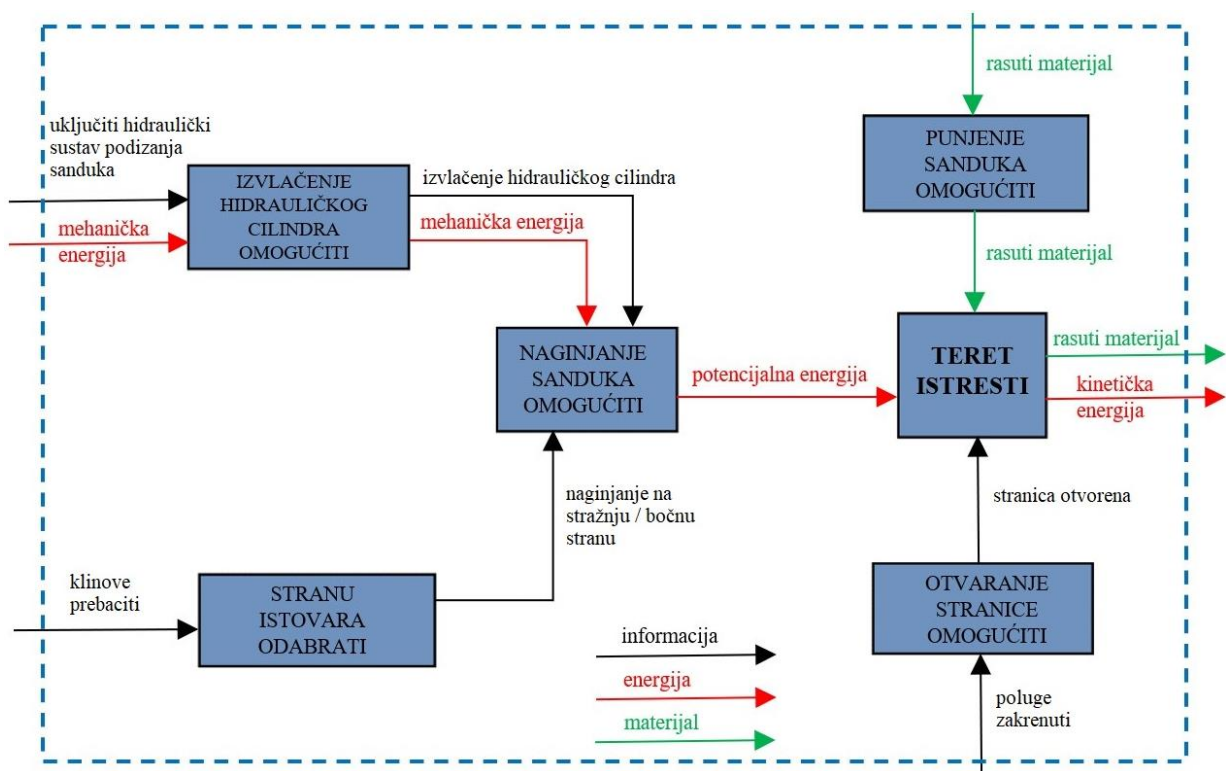 rasuti materijal
uključiti hidraulički
sustav podizanja
sanduka
PUNJENJE
SANDUKA
OMOGUĆITI
IZVLAČENJE
HIDRAULIČKOG
CILINDRA
OMOGUĆITI
izvlačenje hidrauličkog cilindra
mehanička
energija
mehanička energija
rasuti materijal
NAGINJANJE
SANDUKA
OMOGUĆITI
potencijalna energija
TERET
ISTRESTI
rasuti materijal
kinetička
energija
naginjanje na
stražnju / bočnu
stranu
stranica otvorena
klinove
prebaciti
STRANU
ISTOVARA
ODABRATI
OTVARANJE
STRANICE
OMOGUĆITI
informacija
energija
materijal
poluge
zakrenuti